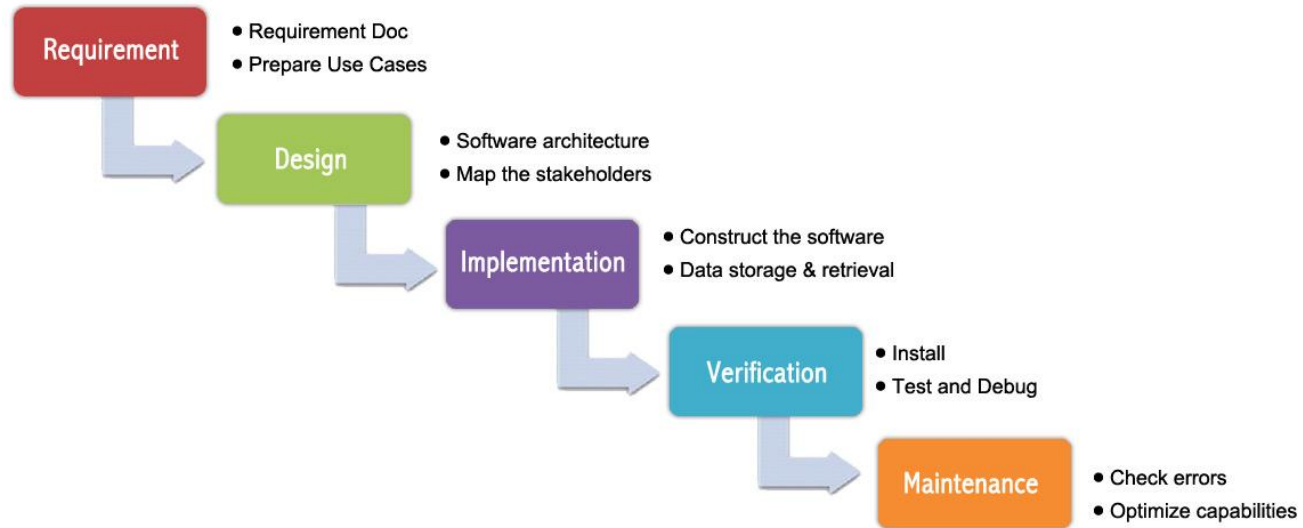 Requirement
• Requirement Doc
• Prepare Use Cases
Design
• Software architecture
• Map the stakeholders
Implementation
• Construct the software
• Data storage & retrieval
Verification
• Install
• Test and Debug
Maintenance
• Check errors
• Optimize capabilities